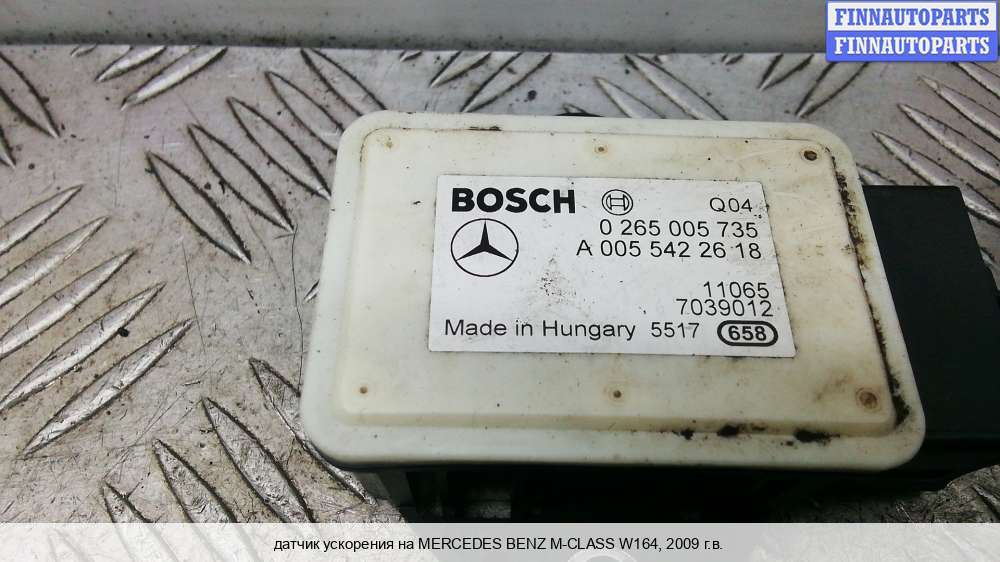 FINNAUTOPARTS
FINNAUTOPARTS
BOSCH Q04
0 265 005 735
A 005 542 26 18
11065
7039012
Made in Hungary 5517 658
датчик ускорения на MERCEDES BENZ M-CLASS W164, 2009 г.в.